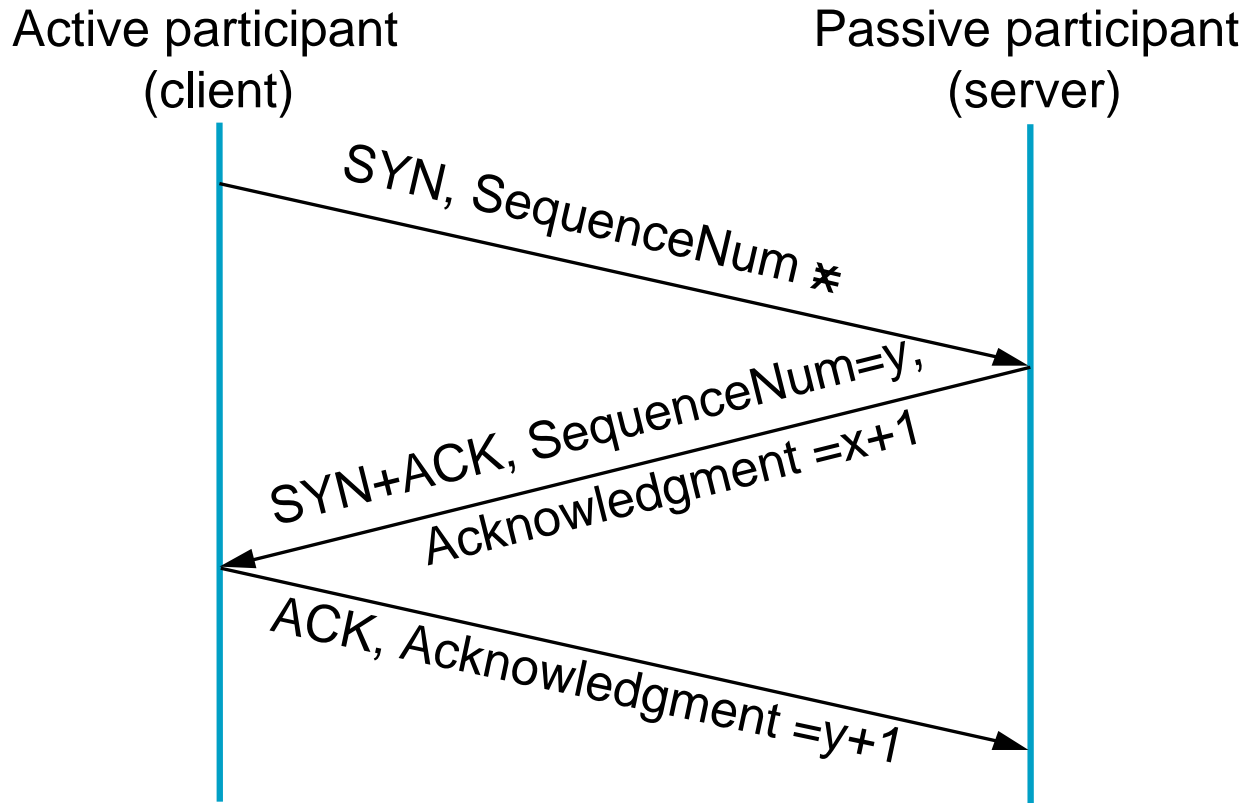 Active participant
(client)
Passive participant
(server)
SYN, SequenceNum =x
SYN+ACK, SequenceNum=y,
Acknowledgment =x+1
ACK, Acknowledgment =y+1